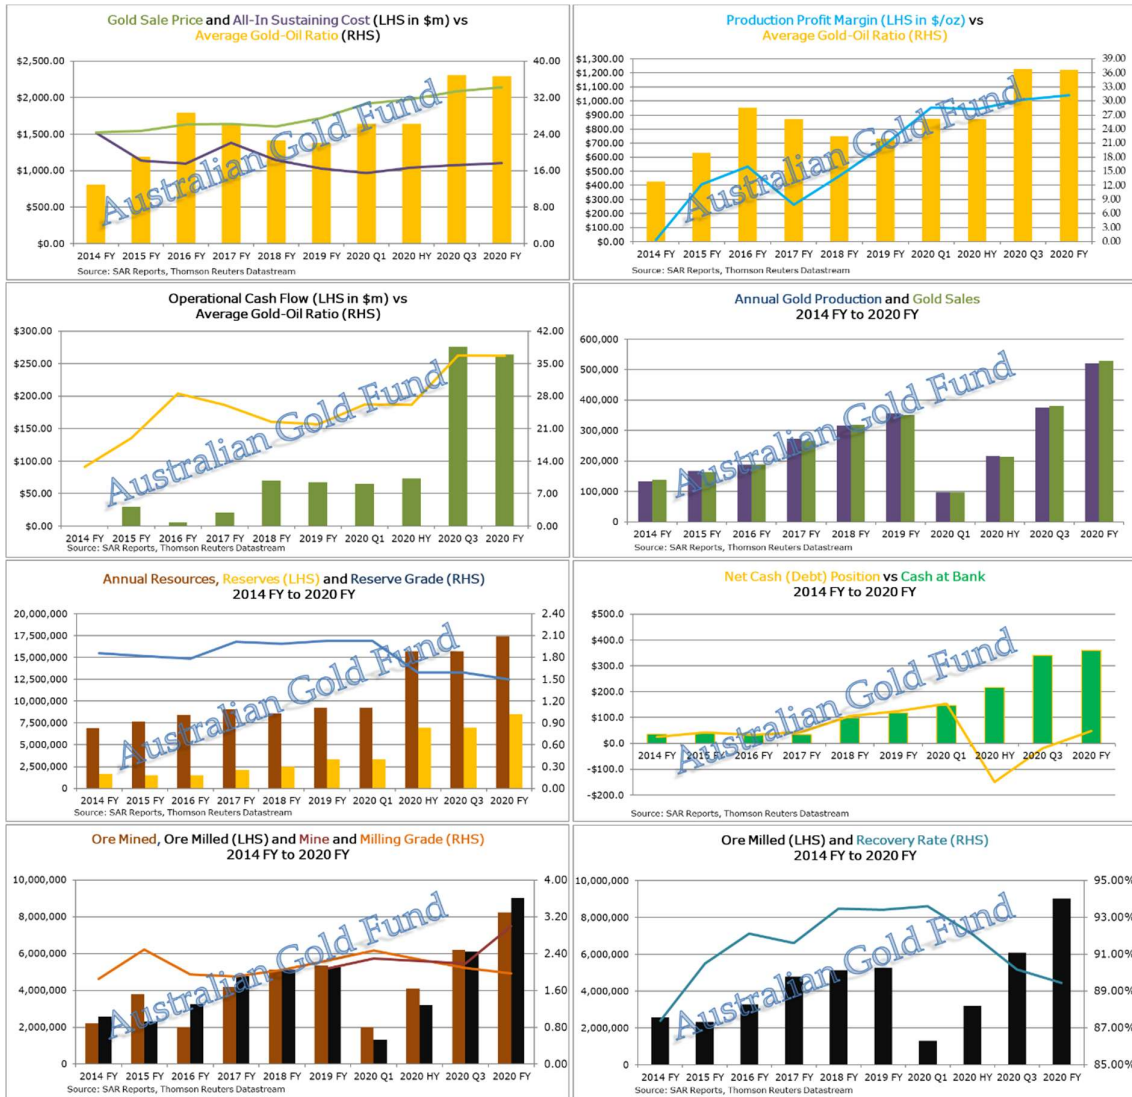 Gold Sale Price and All-In Sustaining Cost (LHS in $m) vs
Average Gold-Oil Ratio (RHS)
$2,500.00
$2,000.00
$1,500.00
$1,000.00
$500.00
$0.00
40.00
32.00
24.00
16.00
8.00
0.00
2014 FY 2015 FY 2016 FY 2017 FY 2018 FY 2019 FY 2020 Q1 2020 HY 2020 Q3 2020 FY
Source: SAR Reports, Thomson Reuters Datastream
Australian Gold Fund
Production Profit Margin (LHS in $/oz) vs
Average Gold-Oil Ratio (RHS)
$1,300.00
$1,200.00
$1,100.00
$1,000.00
$900.00
$800.00
$700.00
$600.00
$500.00
$400.00
$300.00
$200.00
$100.00
$0.00
39.00
36.00
33.00
30.00
27.00
24.00
21.00
18.00
15.00
12.00
9.00
6.00
3.00
0.00
2014 FY 2015 FY 2016 FY 2017 FY 2018 FY 2019 FY 2020 Q1 2020 HY 2020 Q3 2020 FY
Source: SAR Reports, Thomson Reuters Datastream
Australian Gold Fund
Operational Cash Flow (LHS in $m) vs
Average Gold-Oil Ratio (RHS)
$300.00
$250.00
$200.00
$150.00
$100.00
$50.00
$0.00
42.00
35.00
28.00
21.00
14.00
7.00
0.00
2014 FY 2015 FY 2016 FY 2017 FY 2018 FY 2019 FY 2020 Q1 2020 HY 2020 Q3 2020 FY
Source: SAR Reports, Thomson Reuters Datastream
Australian Gold Fund
Annual Gold Production and Gold Sales
2014 FY to 2020 FY
600,000
500,000
400,000
300,000
200,000
100,000
0
2014 FY 2015 FY 2016 FY 2017 FY 2018 FY 2019 FY 2020 Q1 2020 HY 2020 Q3 2020 FY
Source: SAR Reports, Thomson Reuters Datastream
Australian Gold Fund
Annual Resources, Reserves (LHS) and Reserve Grade (RHS)
2014 FY to 2020 FY
20,000,000
17,500,000
15,000,000
12,500,000
10,000,000
7,500,000
5,000,000
2,500,000
0
2.40
2.10
1.80
1.50
1.20
0.90
0.60
0.30
0.00
2014 FY 2015 FY 2016 FY 2017 FY 2018 FY 2019 FY 2020 Q1 2020 HY 2020 Q3 2020 FY
Source: SAR Reports, Thomson Reuters Datastream
Australian Gold Fund
Net Cash (Debt) Position vs Cash at Bank
2014 FY to 2020 FY
$500.0
$400.0
$300.0
$200.0
$100.0
$0.0
-$100.0
-$200.0
2014 FY 2015 FY 2016 FY 2017 FY 2018 FY 2019 FY 2020 Q1 2020 HY 2020 Q3 2020 FY
Source: SAR Reports, Thomson Reuters Datastream
Australian Gold Fund
Ore Mined, Ore Milled (LHS) and Mine and Milling Grade (RHS)
2014 FY to 2020 FY
10,000,000
8,000,000
6,000,000
4,000,000
2,000,000
0
4.00
3.20
2.40
1.60
0.80
0.00
2014 FY 2015 FY 2016 FY 2017 FY 2018 FY 2019 FY 2020 Q1 2020 HY 2020 Q3 2020 FY
Source: SAR Reports, Thomson Reuters Datastream
Australian Gold Fund
Ore Milled (LHS) and Recovery Rate (RHS)
2014 FY to 2020 FY
10,000,000
8,000,000
6,000,000
4,000,000
2,000,000
0
95.00%
93.00%
91.00%
89.00%
87.00%
85.00%
2014 FY 2015 FY 2016 FY 2017 FY 2018 FY 2019 FY 2020 Q1 2020 HY 2020 Q3 2020 FY
Source: SAR Reports, Thomson Reuters Datastream
Australian Gold Fund